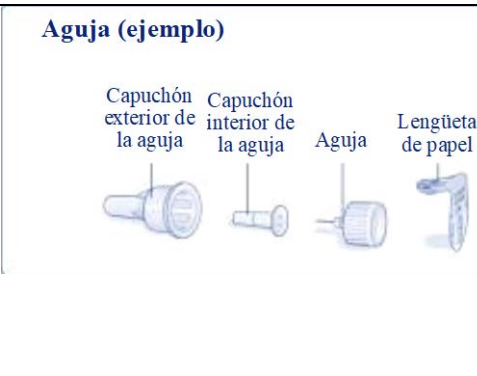 Aguja (ejemplo)
Capuchón
exterior de
la aguja
Capuchón
interior de
la aguja
Aguja
Lengüeta
de papel